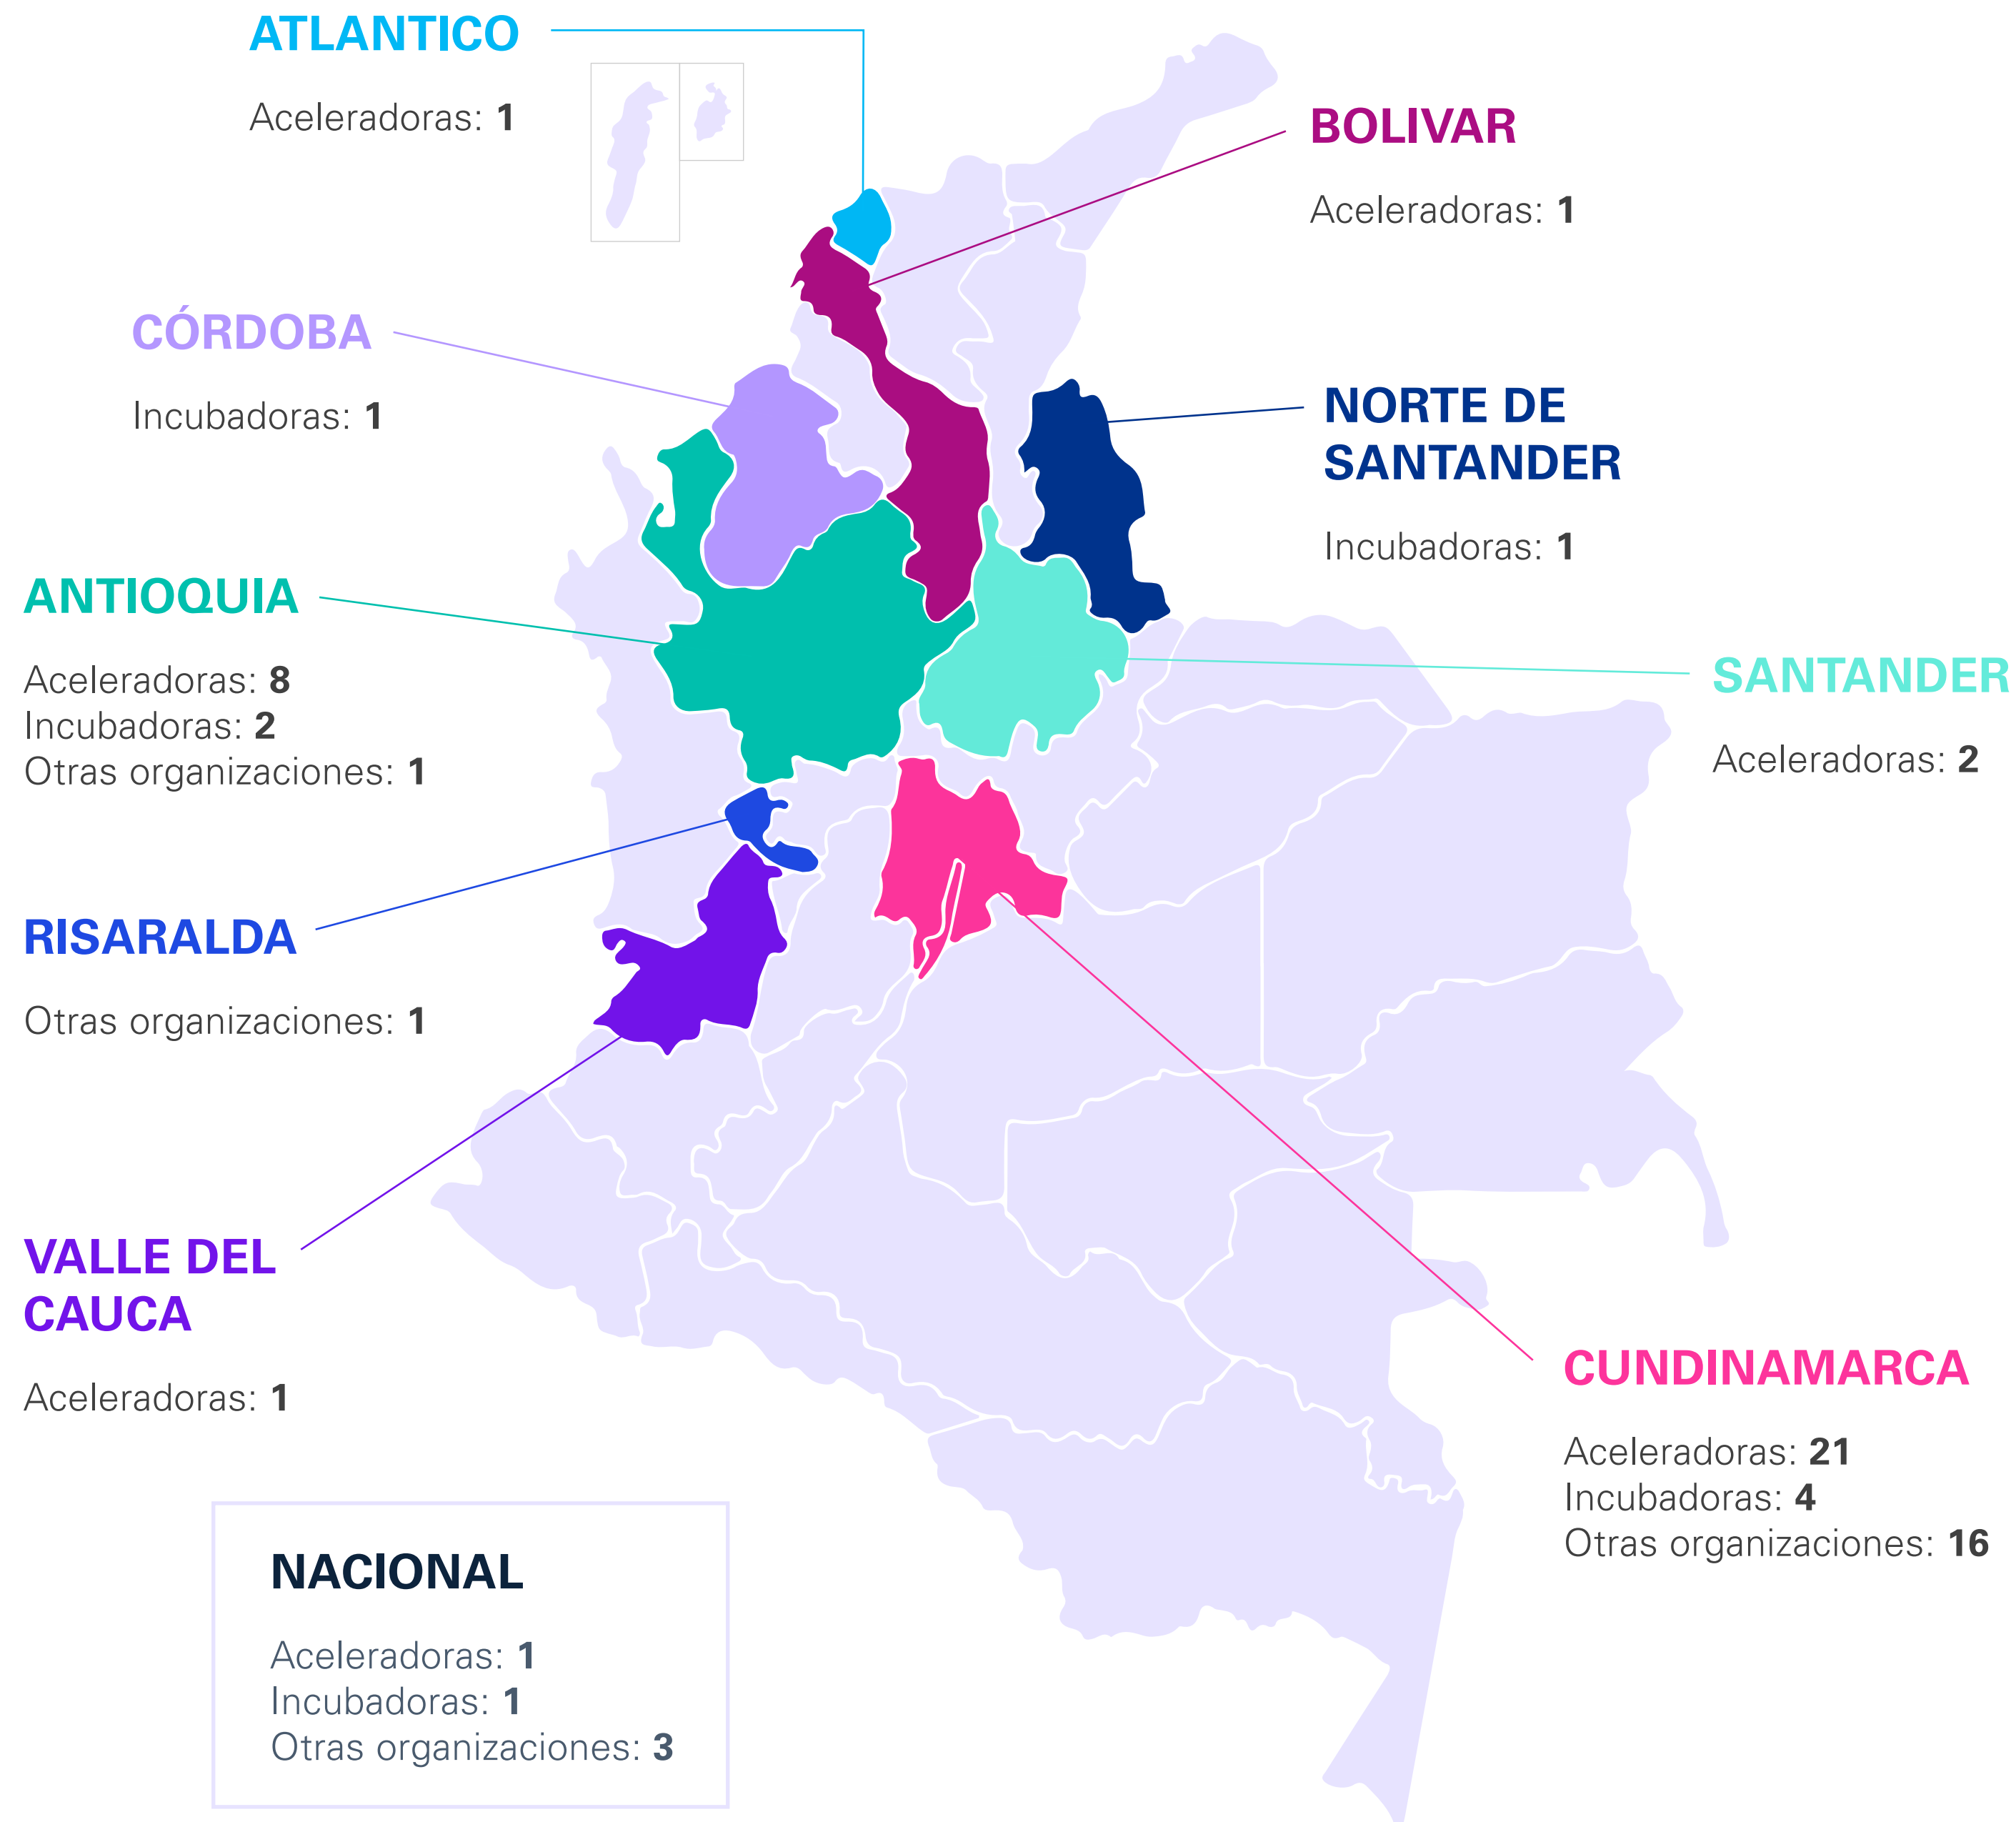 ATLANTICO
Aceleradoras: 1
BOLIVAR
Aceleradoras: 1
CÓRDOBA
Incubadoras: 1
NORTE DE
SANTANDER
Incubadoras: 1
ANTIOQUIA
Aceleradoras: 8
Incubadoras: 2
Otras organizaciones: 1
SANTANDER
Aceleradoras: 2
RISARALDA
Otras organizaciones: 1
VALLE DEL
CAUCA
Aceleradoras: 1
CUNDINAMARCA
Aceleradoras: 21
Incubadoras: 4
Otras organizaciones: 16
NACIONAL
Aceleradoras: 1
Incubadoras: 1
Otras organizaciones: 3